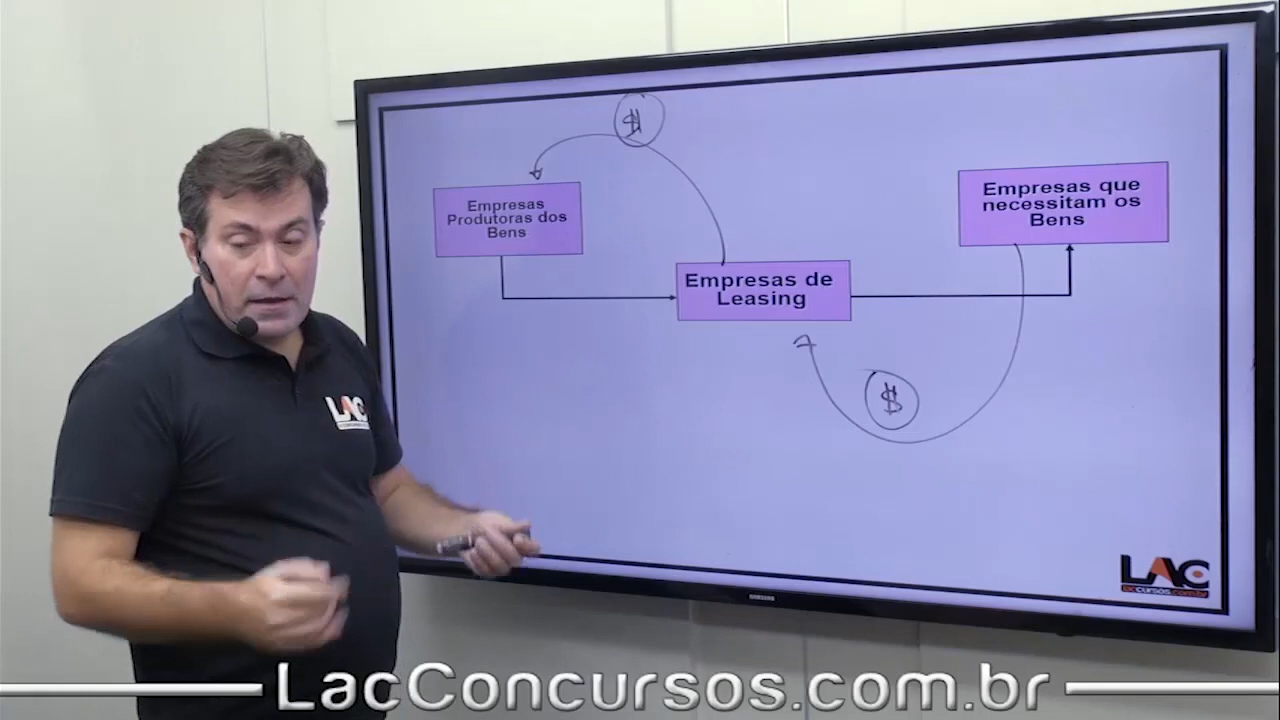 $
Empresas
Produtoras dos
Bens
Empresas que
necessitam os
Bens
Empresas de
Leasing
$
LAC
LAC
laccursos.com.br
SAMSUNG
LacConcursos.com.br